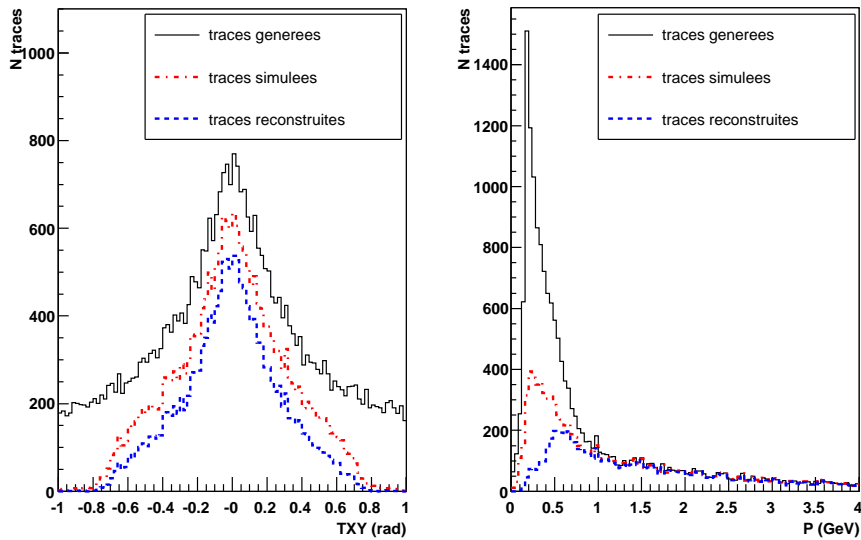 N traces
traces generees
traces simulees
traces reconstruites
1000
800
600
400
200
0
-1 -0.8 -0.6 -0.4 -0.2 -0 0.2 0.4 0.6 0.8 1
TXY (rad)
N traces
traces generees
traces simulees
traces reconstruites
1400
1200
1000
800
600
400
200
0
0 0.5 1 1.5 2 2.5 3 3.5 4
P (GeV)